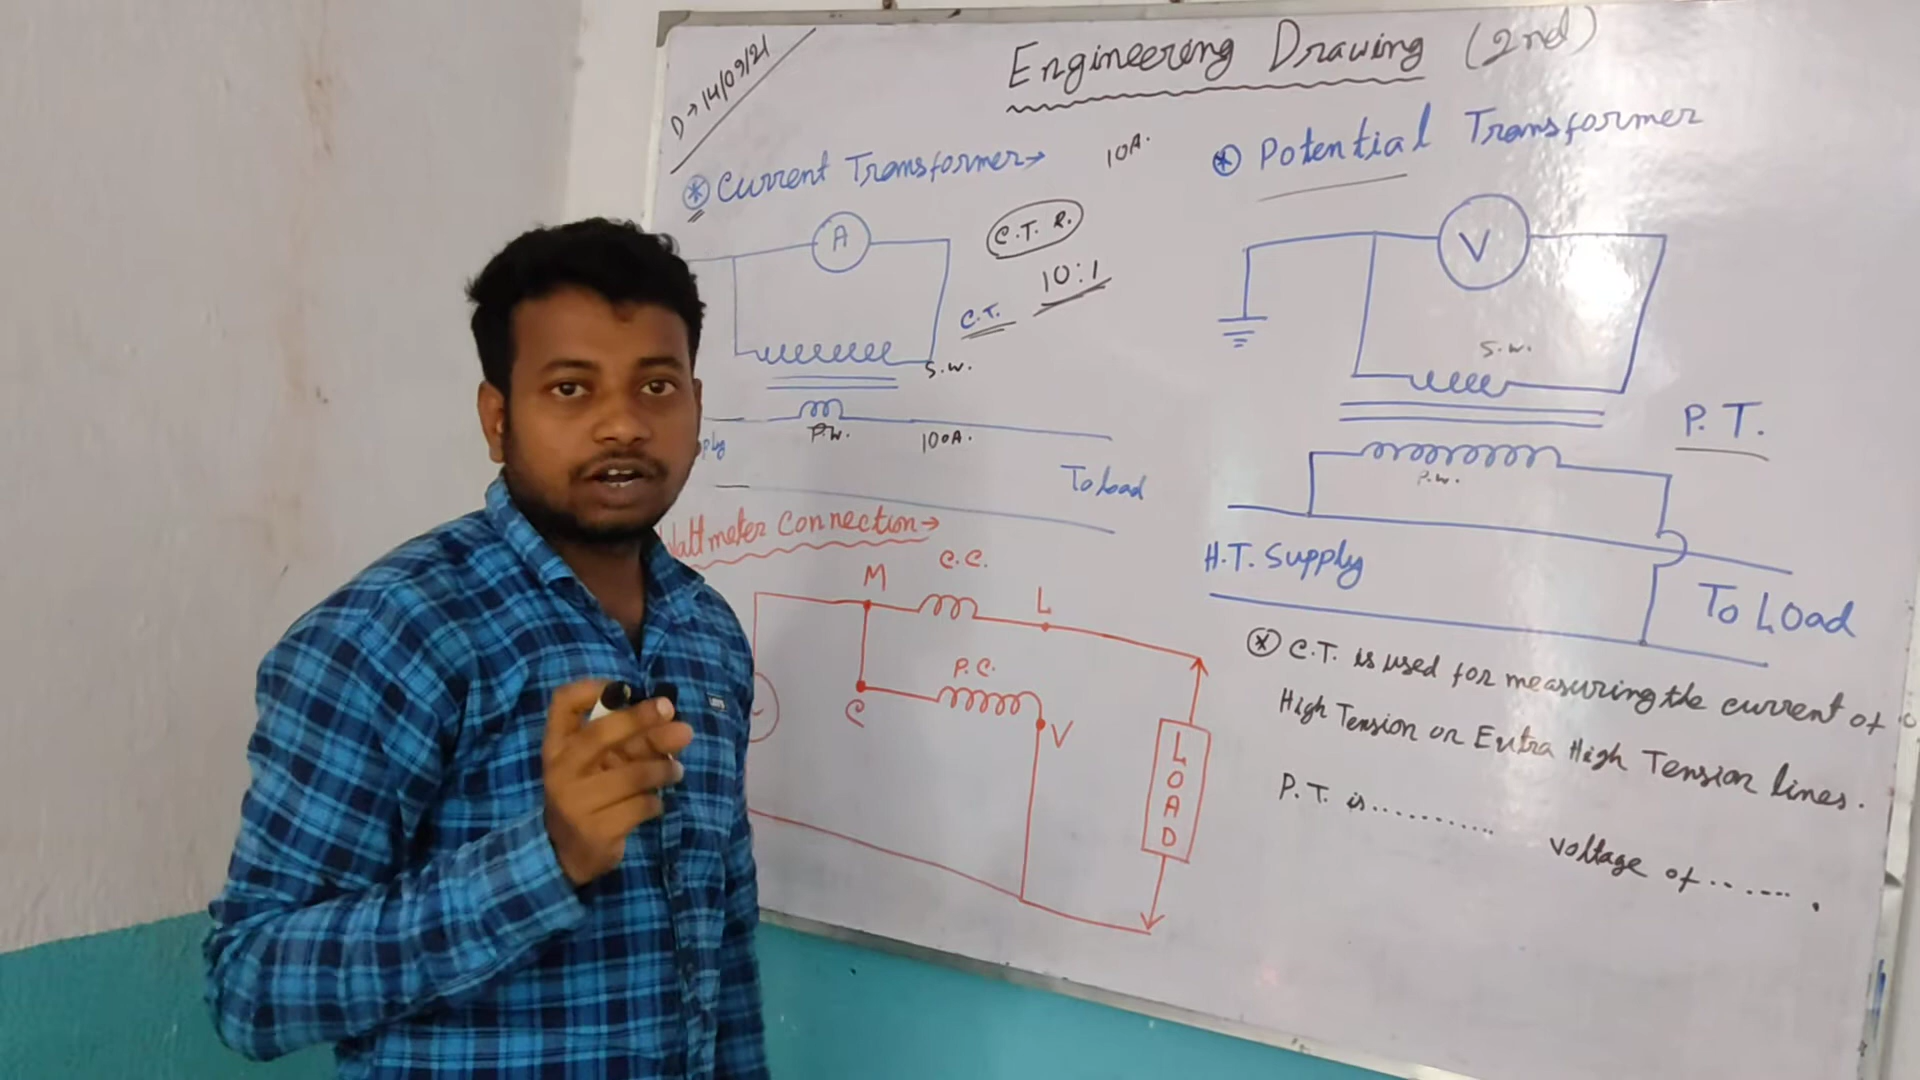 D→14/09/21
Engineering Drawing (2nd)
* Current Transformer→
10A.
* Potential Transformer
A
C.T. R.
10:1
C.T.
S.W.
P.W.
100A.
To Load
V
S.W.
P.T.
P.W.
H.T. Supply
To Load
Wattmeter Connection→
M
C.C.
L
P.C.
C
V
LOAD
* C.T. is used for measuring the current of
High Tension or Extra High Tension lines.
P.T. is........... voltage of........